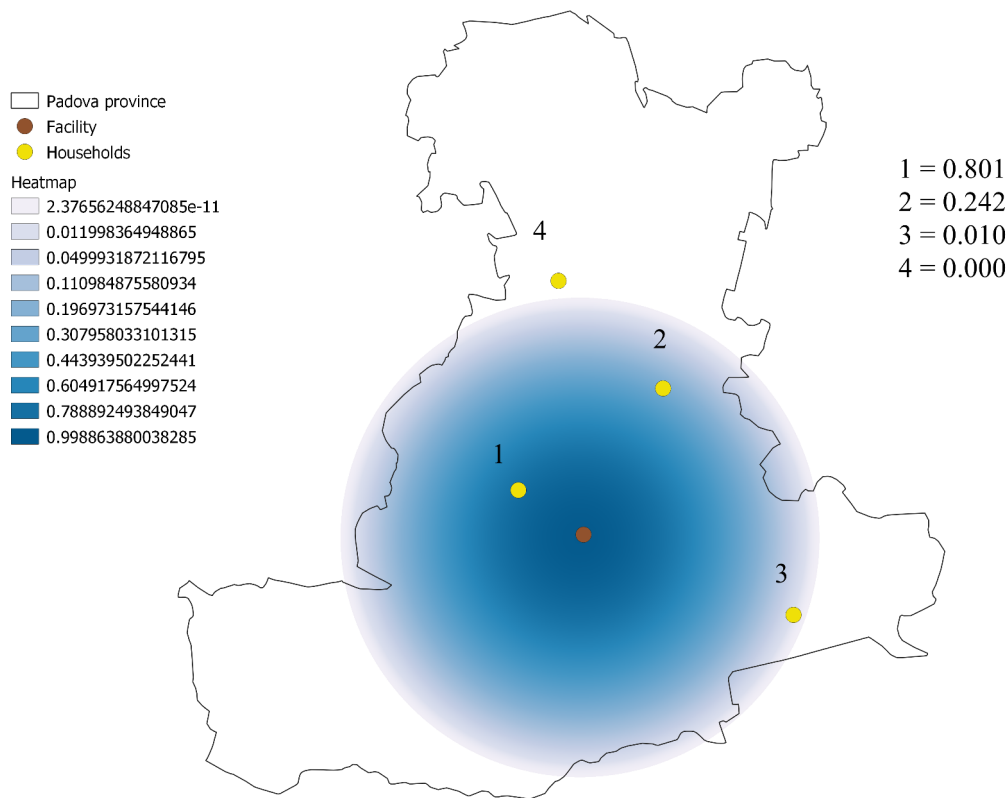 Padova province
Facility
Households
Heatmap
2.37656248847085e-11
0.011998364948865
0.0499931872116795
0.110984875580934
0.196973157544146
0.307958033101315
0.443939502252441
0.604917564997524
0.788892493849047
0.998863880038285
1 = 0.801
2 = 0.242
3 = 0.010
4 = 0.000
4
2
1
3